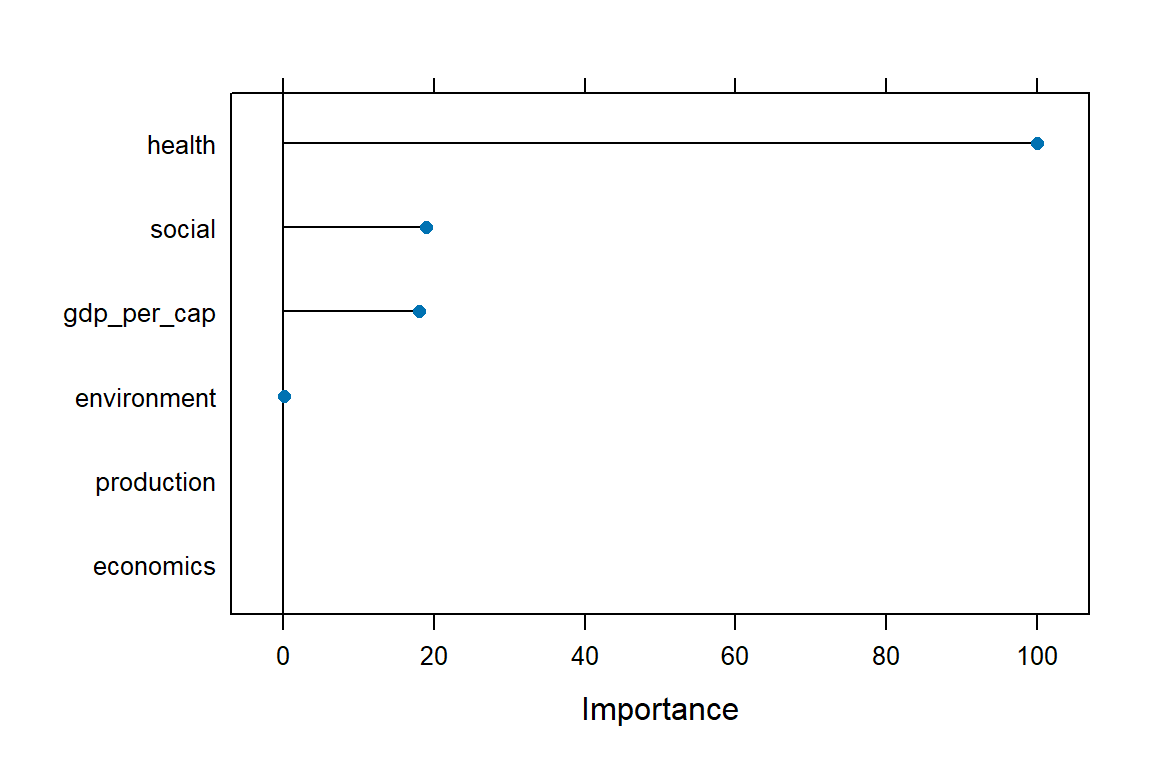 health
social
gdp_per_cap
environment
production
economics
0 20 40 60 80 100
Importance